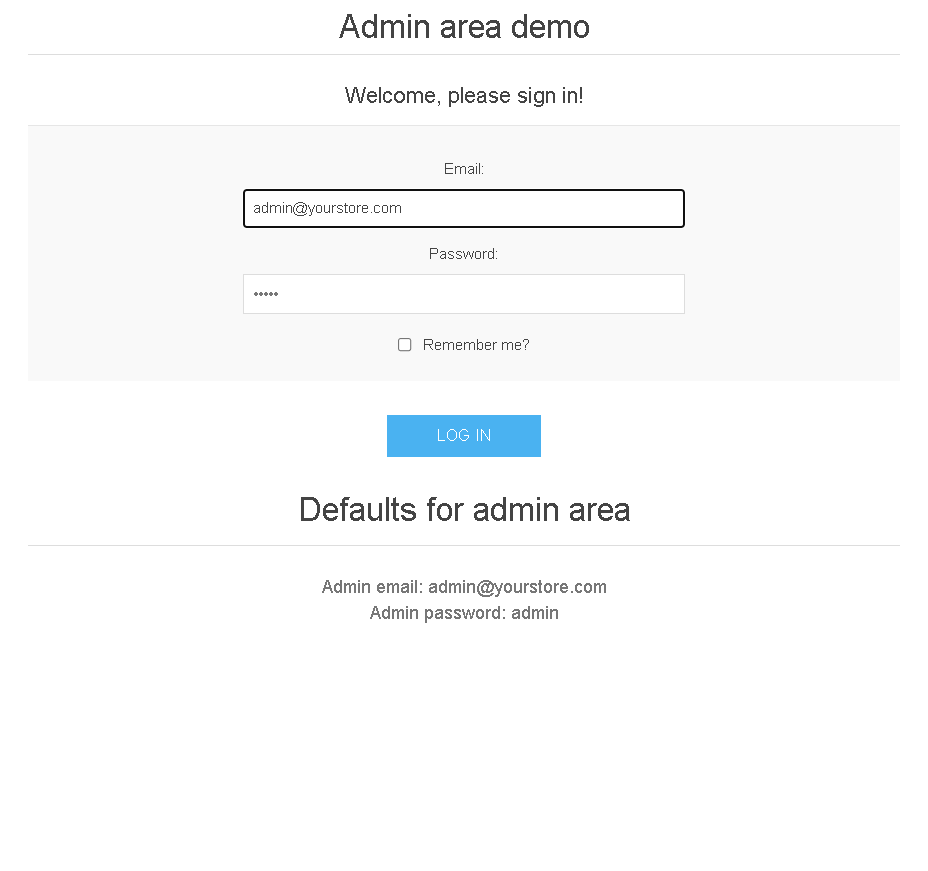 Admin area demo
Welcome, please sign in!
Email:
admin@yourstore.com
Password:
•••••
Remember me?
LOG IN
Defaults for admin area
Admin email: admin@yourstore.com
Admin password: admin